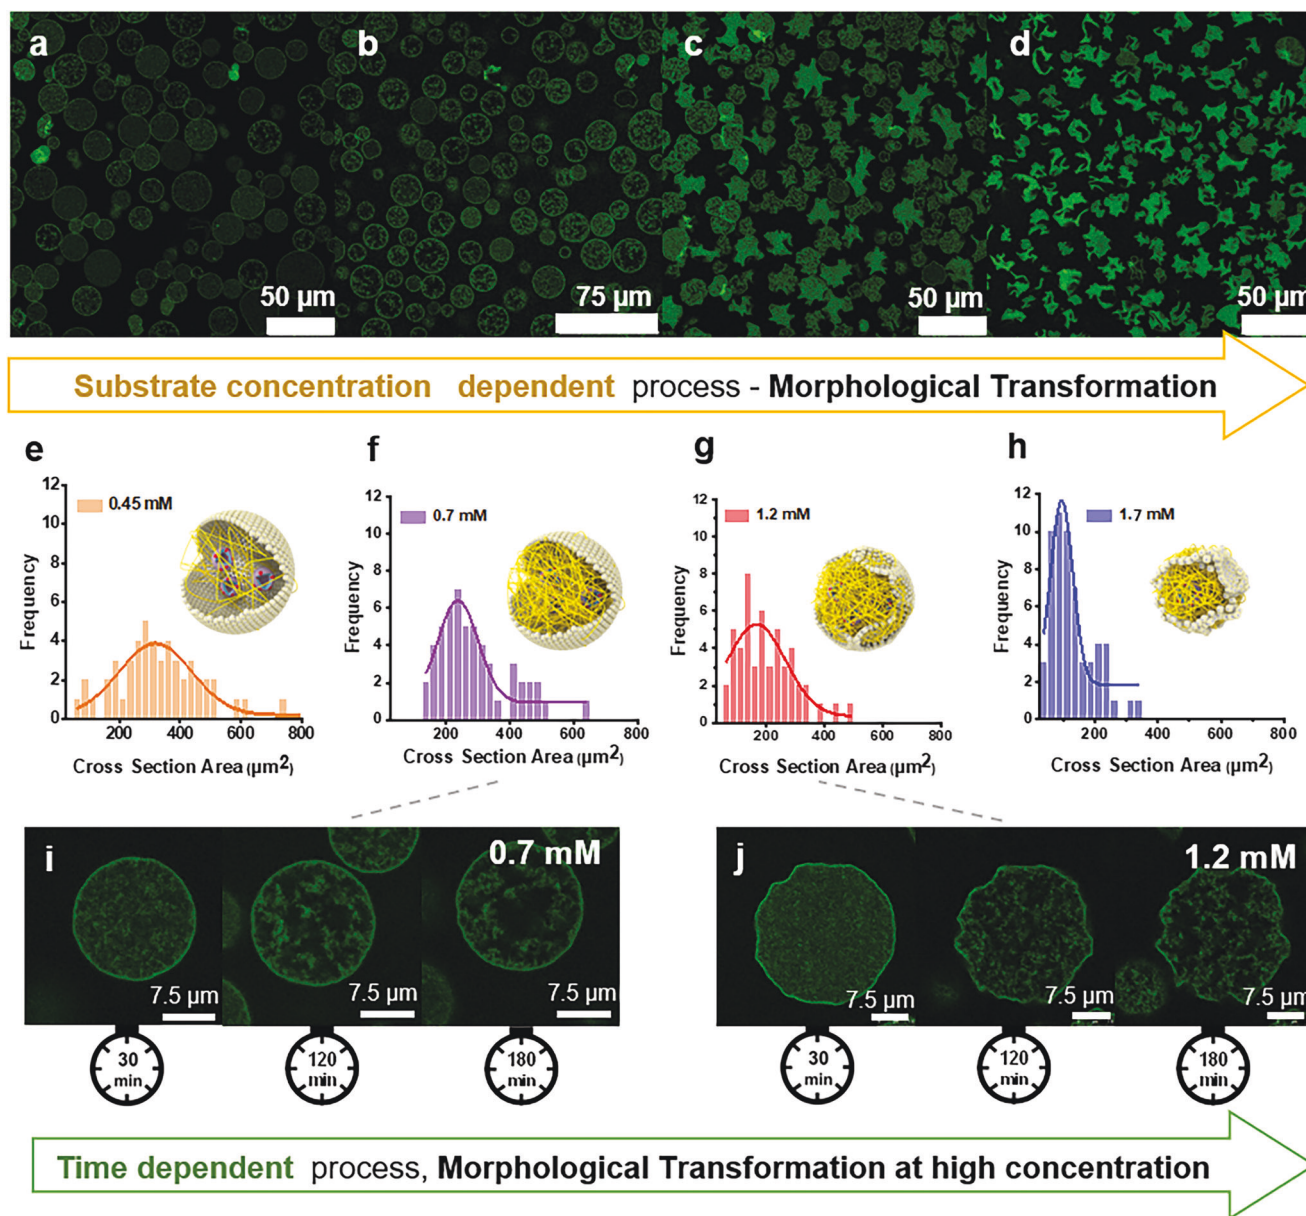 a
b
c
d
50 µm
75 µm
50 µm
50 µm
Substrate concentration dependent process - Morphological Transformation
e
f
g
h
12
10
8
6
4
2
0
0.45 mM
Frequency
200
400
600
800
Cross Section Area (µm²)
12
10
8
6
4
2
0
0.7 mM
Frequency
200
400
600
800
Cross Section Area (µm²)
12
10
8
6
4
2
0
1.2 mM
Frequency
200
400
600
800
Cross Section Area (µm²)
12
10
8
6
4
2
0
1.7 mM
Frequency
0
200
400
600
800
Cross Section Area (µm²)
i
0.7 mM
7.5 µm
7.5 µm
7.5 µm
30
min
120
min
180
min
j
1.2 mM
7.5 µm
7.5 µm
7.5 µm
30
min
120
min
180
min
Time dependent process, Morphological Transformation at high concentration